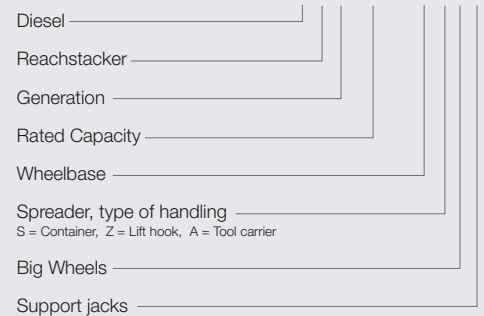 Diesel
Reachstacker
Generation
Rated Capacity
Wheelbase
Spreader, type of handling
S = Container, Z = Lift hook, A = Tool carrier
Big Wheels
Support jacks